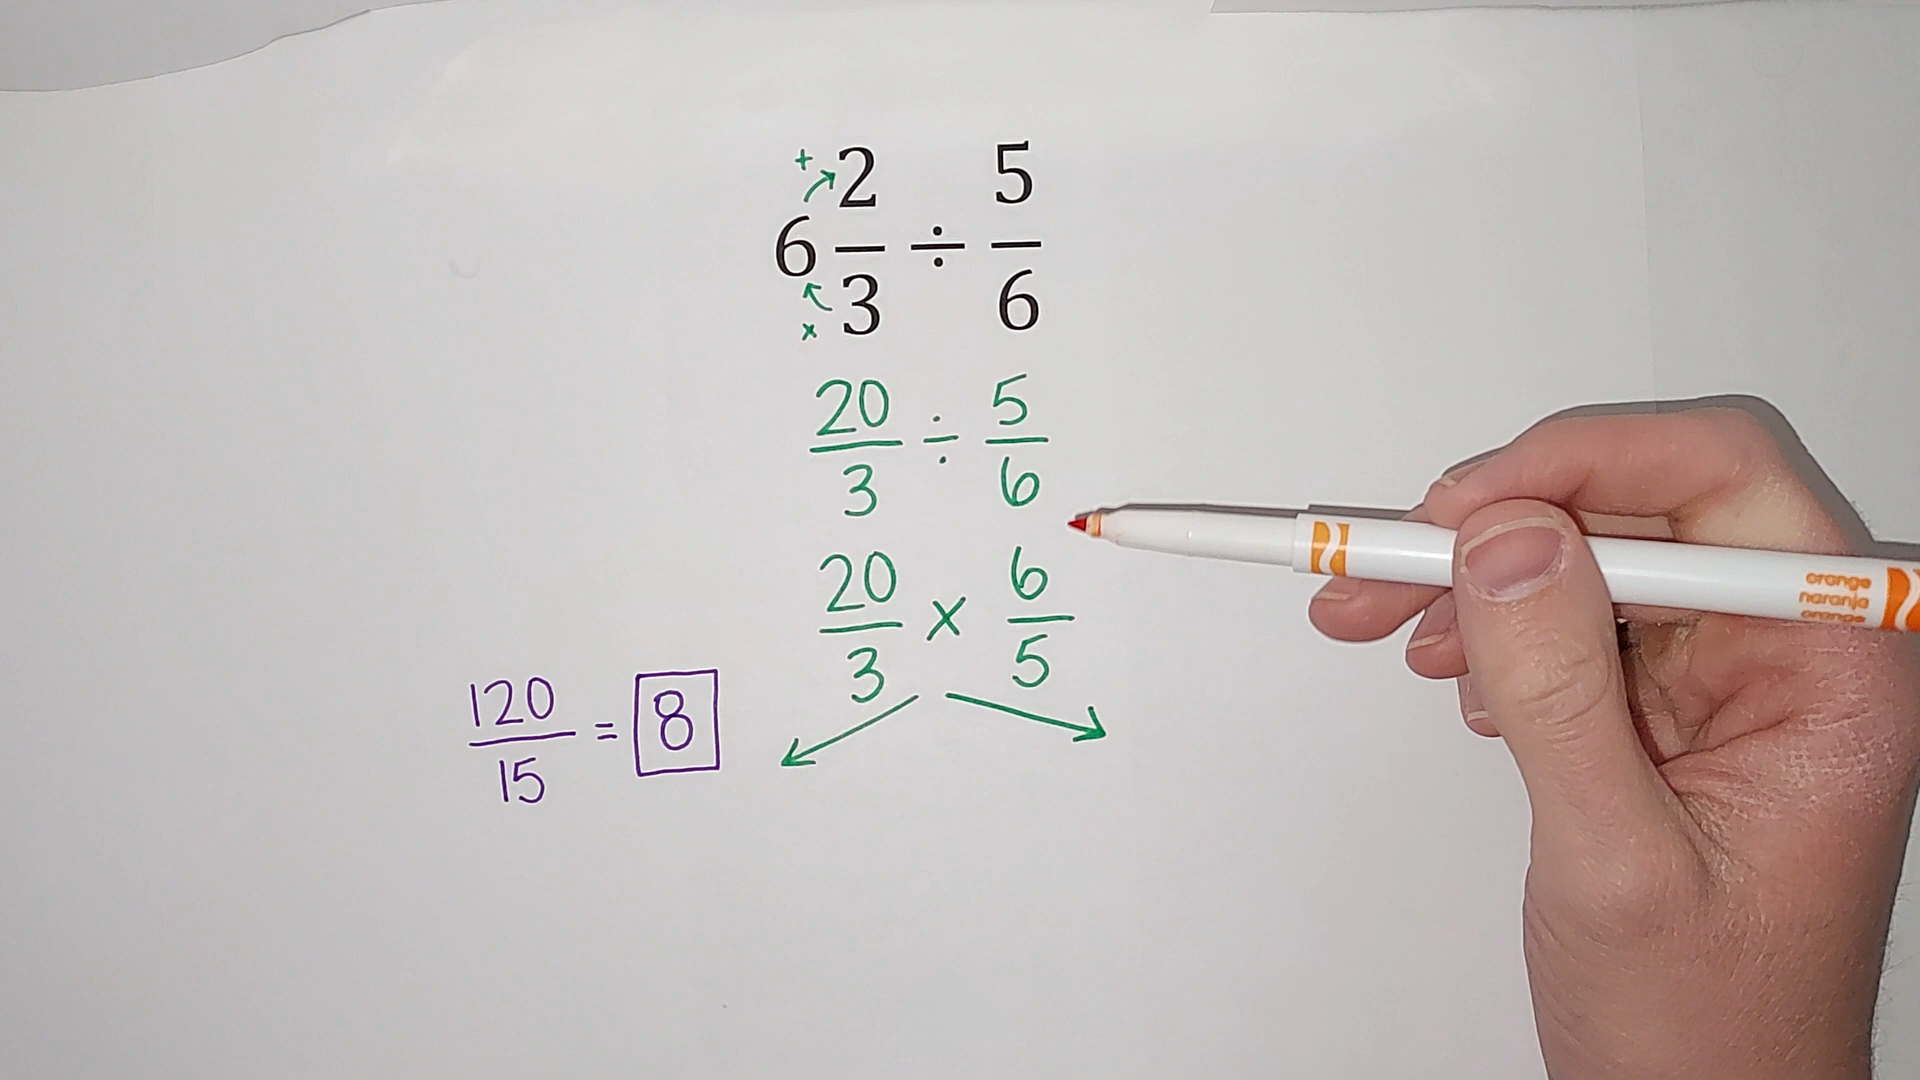 6 2/3 ÷ 5/6
+
×
20/3 ÷ 5/6
20/3 × 6/5
120/15 = 8
orange
naranja
orange